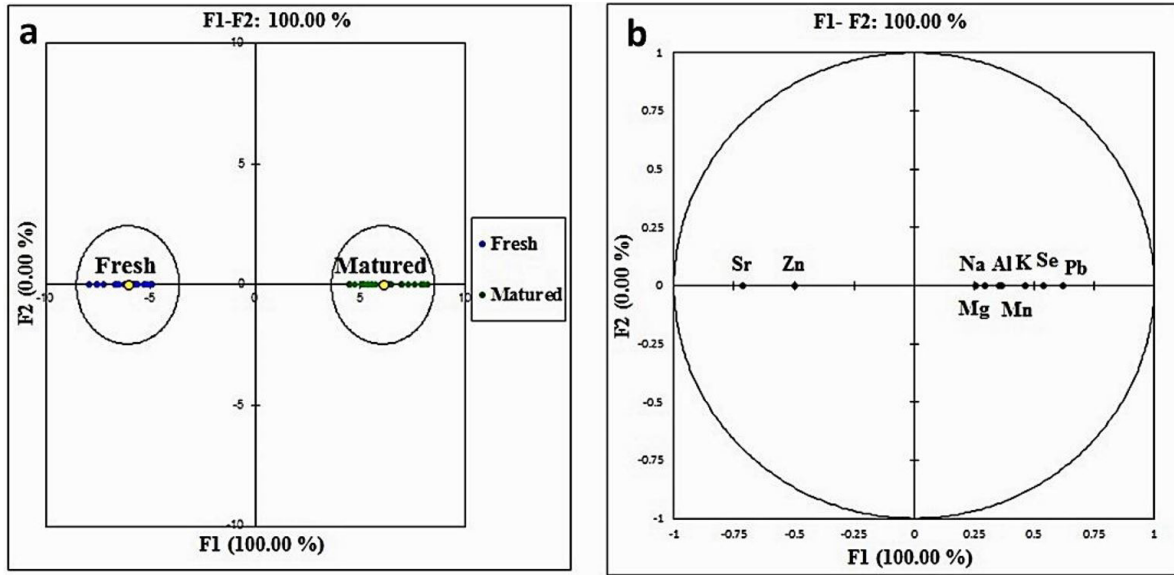 a
F1-F2: 100.00 %
10
5
Fresh Matured
-10 -5 0 5 10
-5
-10
F2 (0.00 %)
F1 (100.00 %)
Fresh
Matured
b
F1- F2: 100.00 %
1
0.75
0.5
0.25
Sr Zn Na Al K Se Pb
0
Mg Mn
-0.25
-0.5
-0.75
-1
-1 -0.75 -0.5 -0.25 0 0.25 0.5 0.75 1
F2 (0.00 %)
F1 (100.00 %)